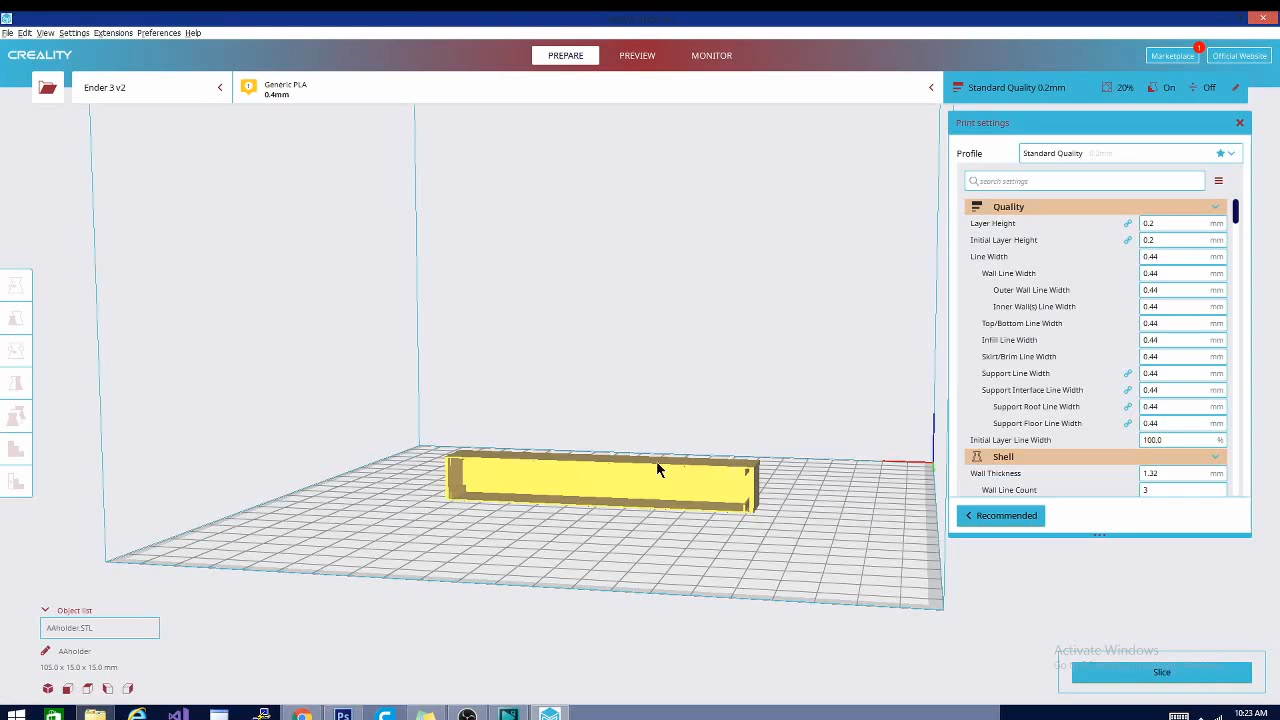 File Edit View Settings Extensions Preferences Help
CREALITY
PREPARE PREVIEW MONITOR
Marketplace 1 Official Website
Ender 3 v2
Generic PLA
0.4mm
Standard Quality 0.2mm 20% On Off
Print settings
Profile Standard Quality 0.2mm
search settings
Quality
Layer Height 0.2 mm
Initial Layer Height 0.2 mm
Line Width 0.44 mm
Wall Line Width 0.44 mm
Outer Wall Line Width 0.44 mm
Inner Wall(s) Line Width 0.44 mm
Top/Bottom Line Width 0.44 mm
Infill Line Width 0.44 mm
Skirt/Brim Line Width 0.44 mm
Support Line Width 0.44 mm
Support Interface Line Width 0.44 mm
Support Roof Line Width 0.44 mm
Support Floor Line Width 0.44 mm
Initial Layer Line Width 100.0 %
Shell
Wall Thickness 1.32 mm
Wall Line Count 3
Recommended
Object list
AAholder.STL
AAholder
105.0 x 15.0 x 15.0 mm
Activate Windows
Slice
10:23 AM